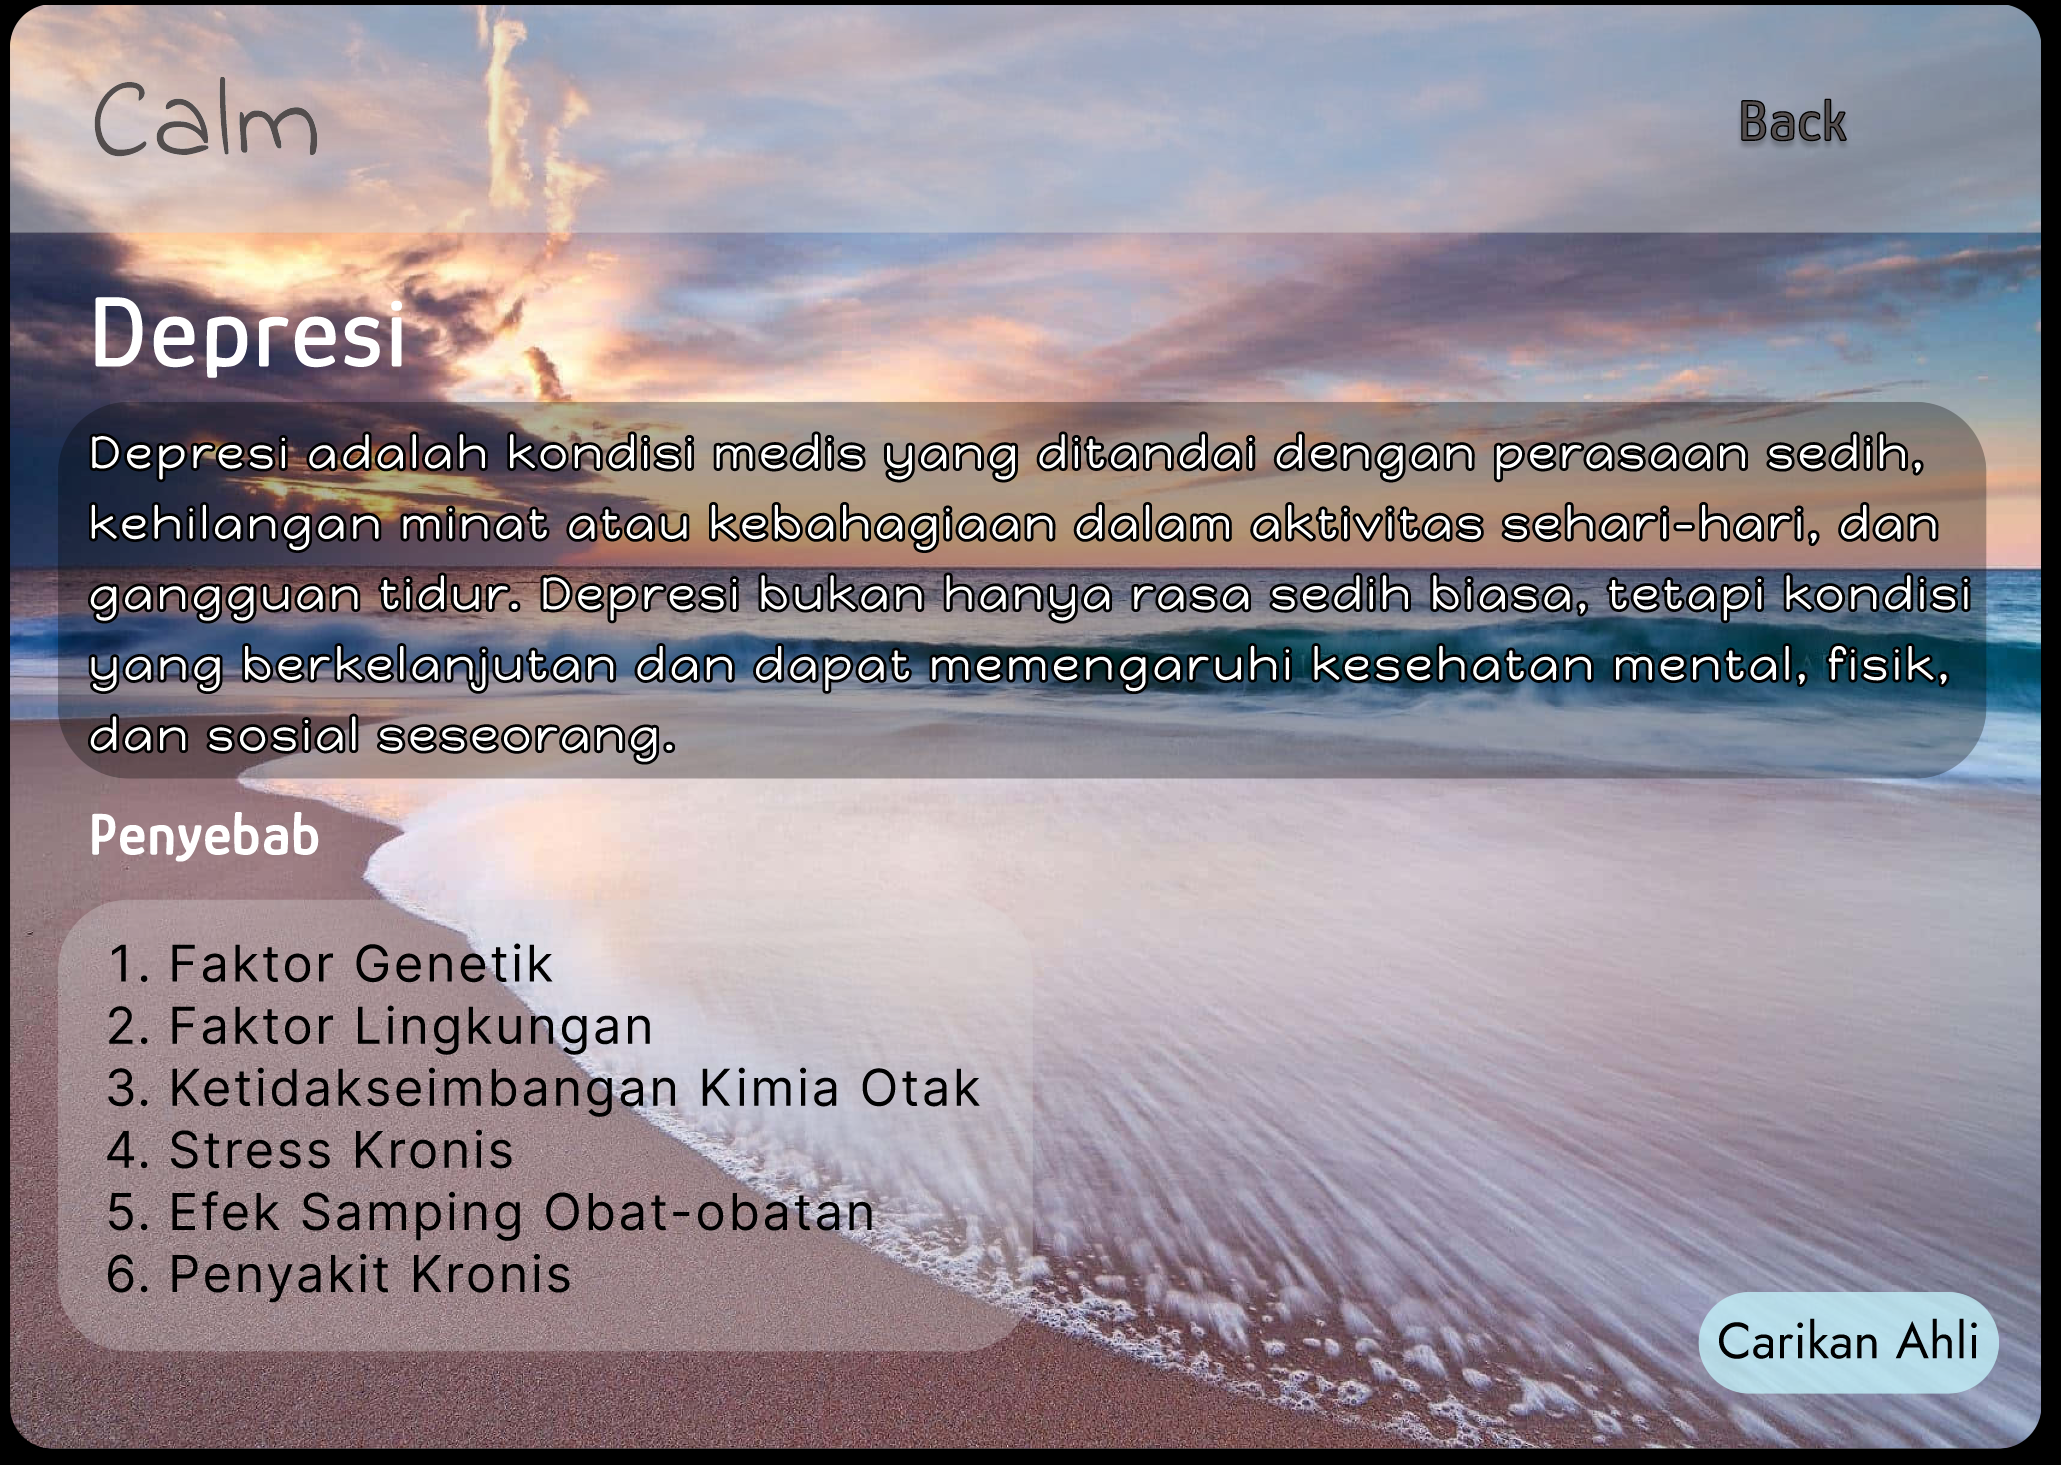 Calm
Back
Depresi
Depresi adalah kondisi medis yang ditandai dengan perasaan sedih,
kehilangan minat atau kebahagiaan dalam aktivitas sehari-hari, dan
gangguan tidur. Depresi bukan hanya rasa sedih biasa, tetapi kondisi
yang berkelanjutan dan dapat memengaruhi kesehatan mental, fisik,
dan sosial seseorang.
Penyebab
1. Faktor Genetik
2. Faktor Lingkungan
3. Ketidakseimbangan Kimia Otak
4. Stress Kronis
5. Efek Samping Obat-obatan
6. Penyakit Kronis
Carikan Ahli